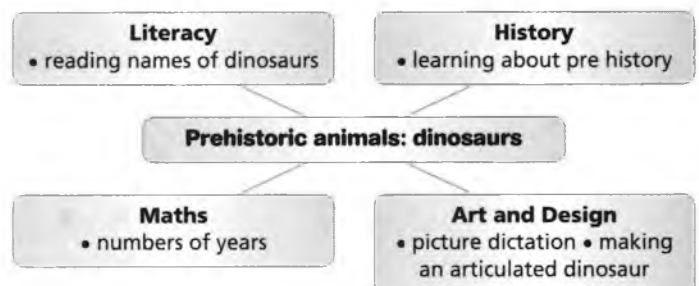 Literacy
• reading names of dinosaurs
History
• learning about pre history
Prehistoric animals: dinosaurs
Maths
• numbers of years
Art and Design
• picture dictation • making
an articulated dinosaur